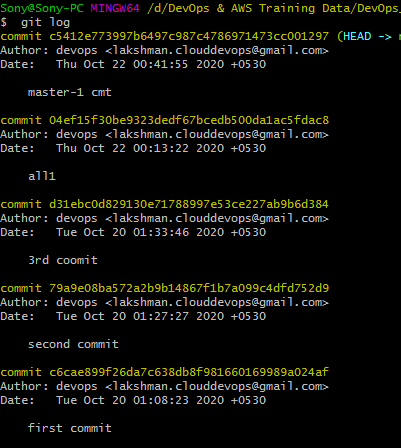 Sony@Sony-PC MINGW64 /d/DevOps & AWS Training Data/DevOps
$ git log
commit c5412e773997b6497c987c4786971473cc001297 (HEAD ->
Author: devops <lakshman.clouddevops@gmail.com>
Date: Thu Oct 22 00:41:55 2020 +0530
master-1 cmt
commit 04ef15f30be9323dedf67bcedb500da1ac5fdac8
Author: devops <lakshman.clouddevops@gmail.com>
Date: Thu Oct 22 00:13:22 2020 +0530
all1
commit d31ebc0d829130e71788997e53ce227ab9b6d384
Author: devops <lakshman.clouddevops@gmail.com>
Date: Tue Oct 20 01:33:46 2020 +0530
3rd coomit
commit 79a9e08ba572a2b9b14867f1b7a099c4dfd752d9
Author: devops <lakshman.clouddevops@gmail.com>
Date: Tue Oct 20 01:27:27 2020 +0530
second commit
commit c6cae899f26da7c638db8f981660169989a024af
Author: devops <lakshman.clouddevops@gmail.com>
Date: Tue Oct 20 01:08:23 2020 +0530
first commit